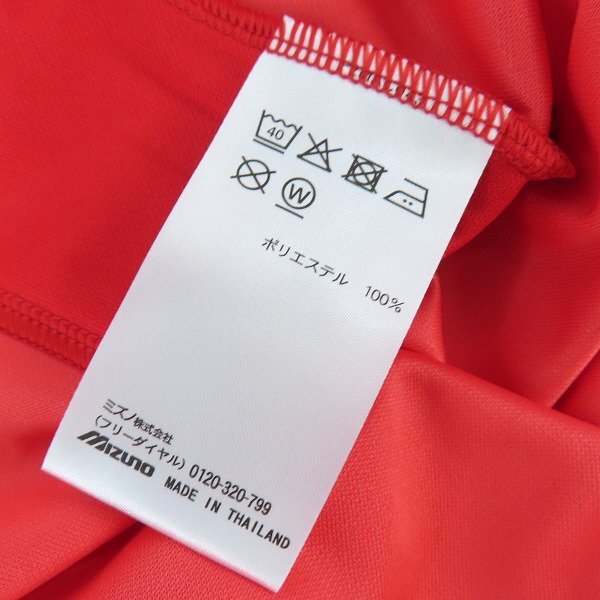 40
W
ポリエステル 100%
ミズノ株式会社
(フリーダイヤル) 0120-320-799
Mizuno MADE IN THAILAND